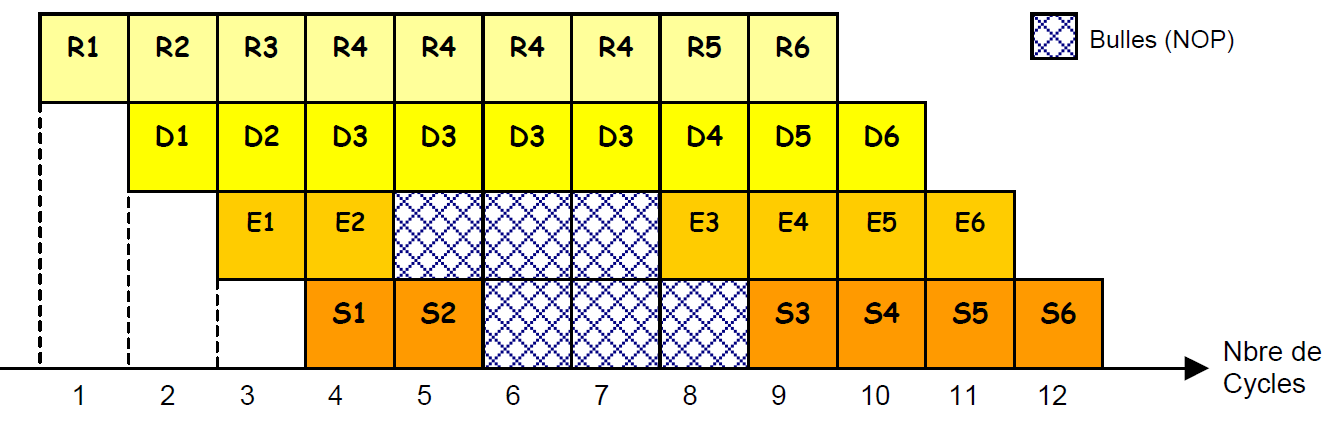 R1 R2 R3 R4 R4 R4 R4 R5 R6
Bulles (NOP)
D1 D2 D3 D3 D3 D3 D4 D5 D6
E1 E2 E3 E4 E5 E6
S1 S2 S3 S4 S5 S6
Nbre de
Cycles
1 2 3 4 5 6 7 8 9 10 11 12